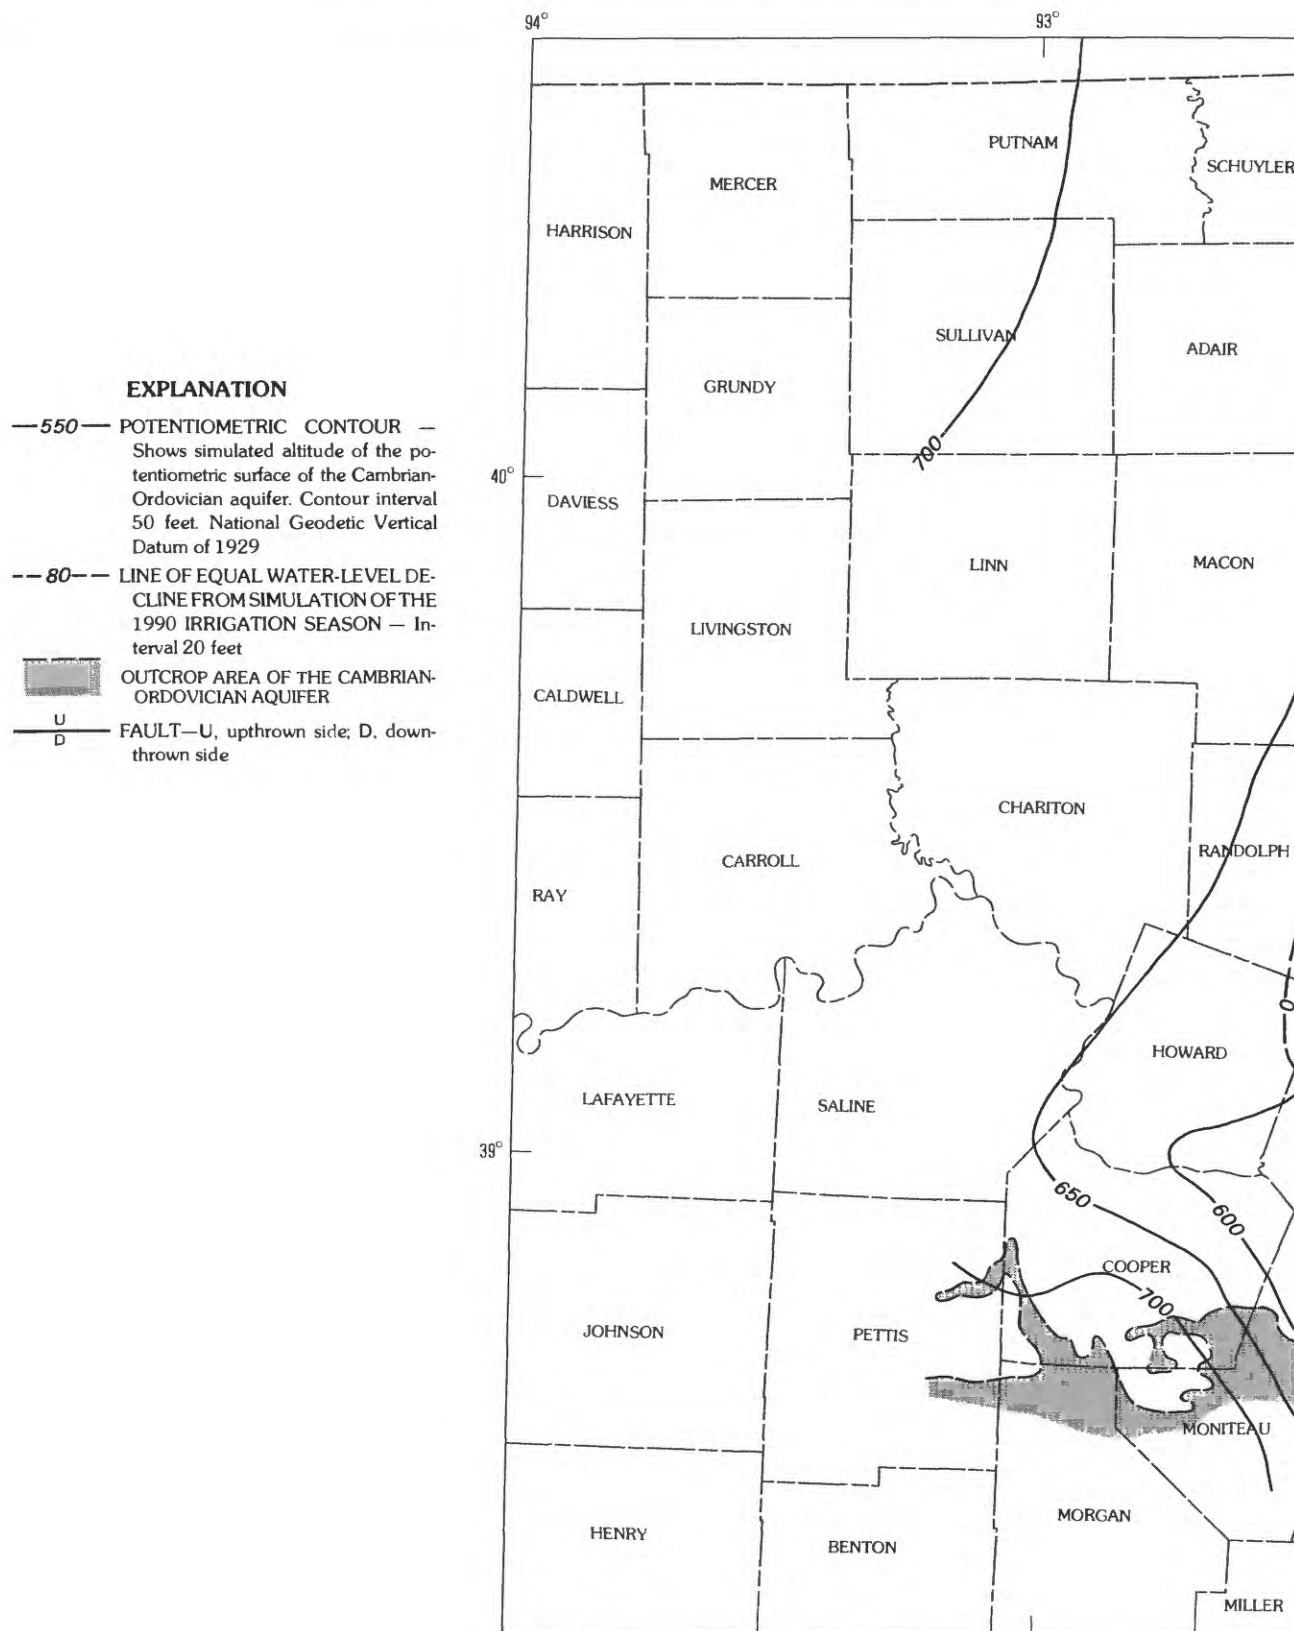 94°
93°
PUTNAM
SCHUYLER
MERCER
HARRISON
SULLIVAN
ADAIR
GRUNDY
EXPLANATION
—550— POTENTIOMETRIC CONTOUR —
Shows simulated altitude of the po-
tentiometric surface of the Cambrian-
Ordovician aquifer. Contour interval
50 feet. National Geodetic Vertical
Datum of 1929
---80--- LINE OF EQUAL WATER-LEVEL DE-
CLINE FROM SIMULATION OF THE
1990 IRRIGATION SEASON — In-
terval 20 feet
OUTCROP AREA OF THE CAMBRIAN-
ORDOVICIAN AQUIFER
U
D
FAULT—U, upthrown side; D, down-
thrown side
700
40°
DAVIESS
LINN
MACON
LIVINGSTON
CALDWELL
CHARITON
RANDOLPH
CARROLL
RAY
0
HOWARD
LAFAYETTE
SALINE
39°
650
600
COOPER
700
JOHNSON
PETTIS
MONITEAU
MORGAN
HENRY
BENTON
MILLER